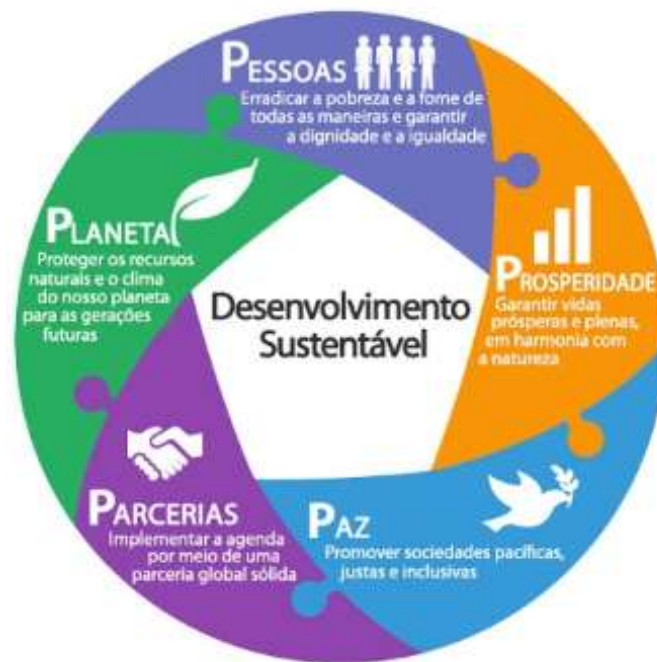 PESSOAS
Erradicar a pobreza e a fome de
todas as maneiras e garantir
a dignidade e a igualdade
PROSPERIDADE
Garantir vidas
prósperas e plenas,
em harmonia com
a natureza
PAZ
Promover sociedades pacíficas,
justas e inclusivas
PARCERIAS
Implementar a agenda
por meio de uma
parceria global sólida
PLANETA
Proteger os recursos
naturais e o clima
do nosso planeta
para as gerações
futuras
Desenvolvimento
Sustentável